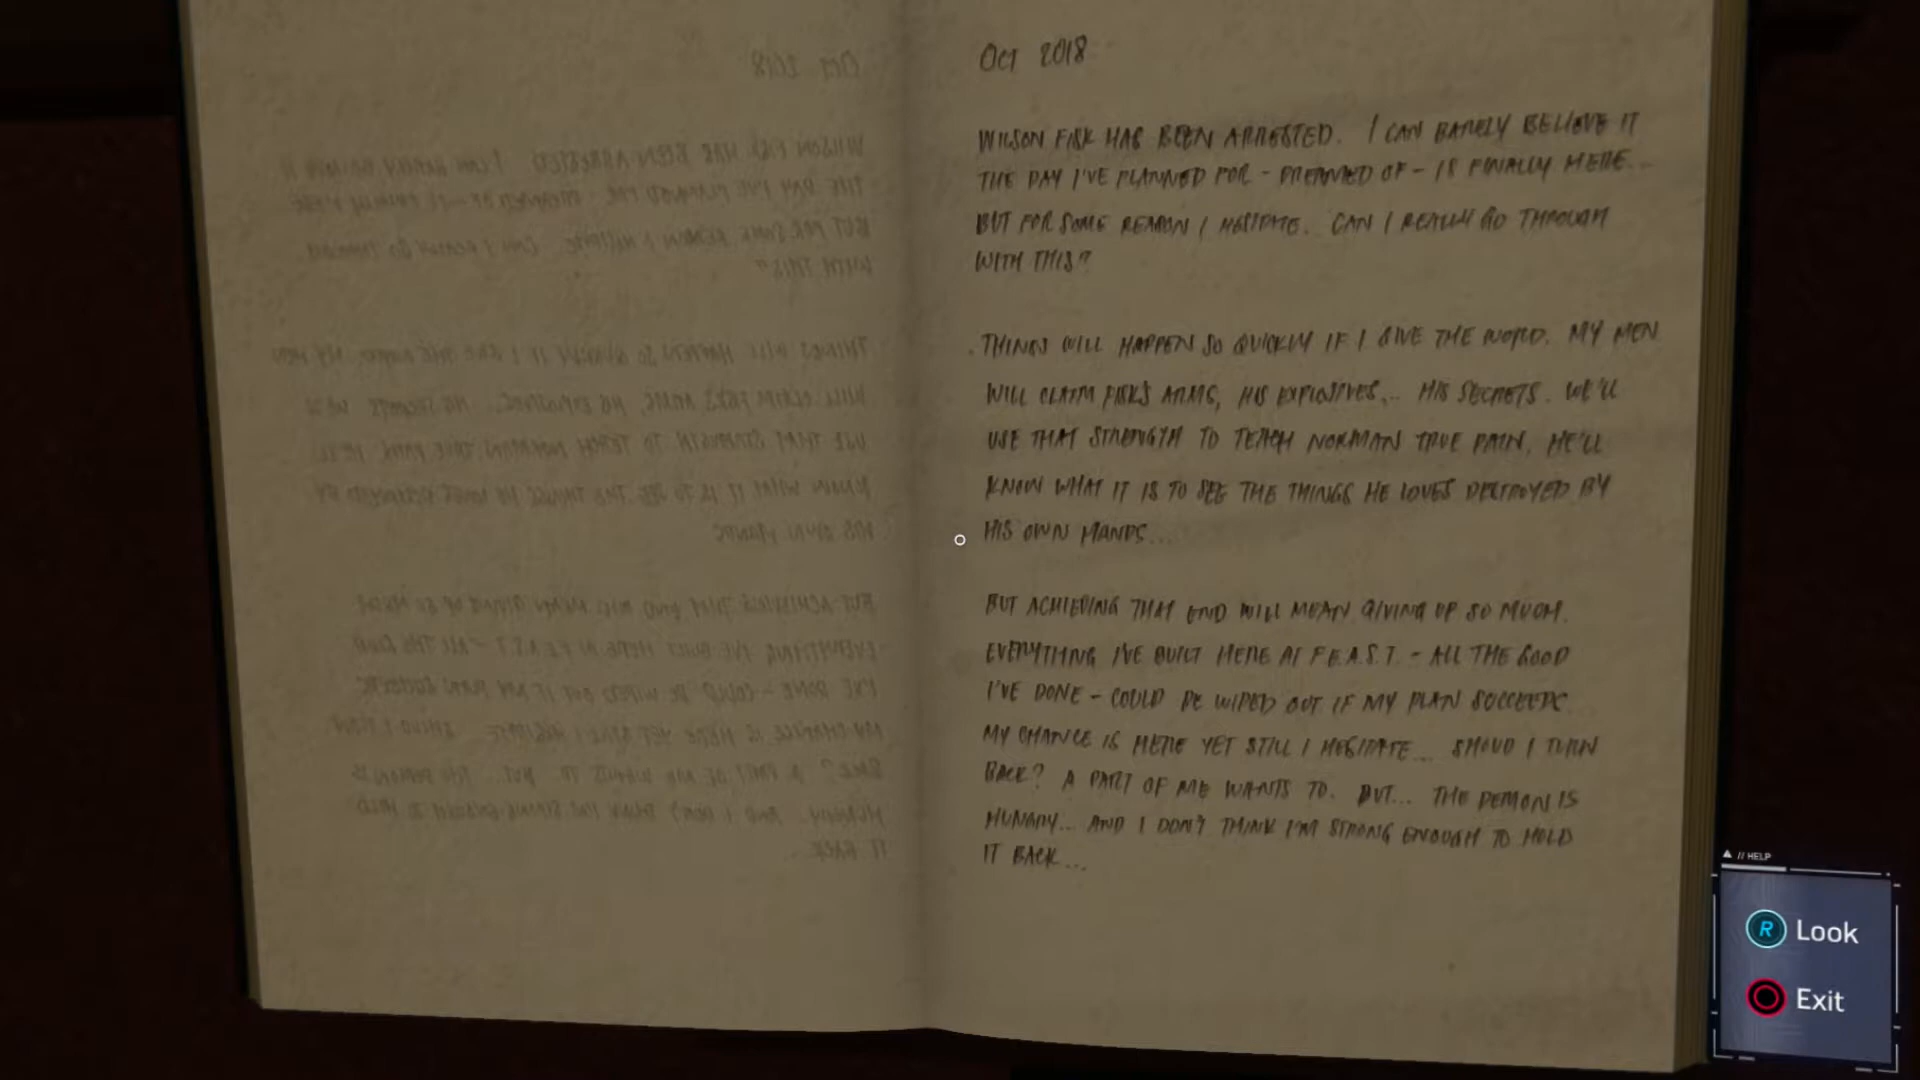 Oct 2018
WILSON FISK HAS BEEN ARRESTED. I CAN BARELY BELIEVE IT
THE DAY I'VE PLANNED FOR - DREAMED OF - IS FINALLY HERE...
BUT FOR SOME REASON I HESITATE. CAN I REALLY GO THROUGH
WITH THIS?
THINGS WILL HAPPEN SO QUICKLY IF I GIVE THE WORD. MY MEN
WILL CLAIM FISK'S ARMS, HIS EXPLOSIVES... HIS SECRETS. WE'LL
USE THAT STRENGTH TO TEACH NORMAN TRUE PAIN. HE'LL
KNOW WHAT IT IS TO SEE THE THINGS HE LOVES DESTROYED BY
HIS OWN HANDS...
BUT ACHIEVING THAT END WILL MEAN GIVING UP SO MUCH.
EVERYTHING I'VE BUILT HERE AT F.E.A.S.T. - ALL THE GOOD
I'VE DONE - COULD BE WIPED OUT IF MY PLAN SUCCEEDS.
MY CHANCE IS HERE YET STILL I HESITATE... SHOUD I TURN
BACK? A PART OF ME WANTS TO. BUT... THE DEMON IS
HUNGRY... AND I DON'T THINK I'M STRONG ENOUGH TO HOLD
IT BACK...
// HELP
R Look
Exit